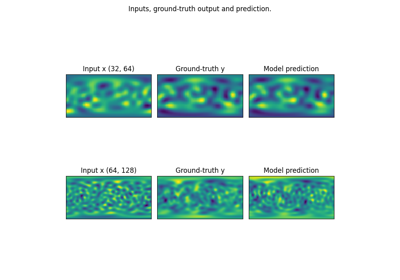 Inputs, ground-truth output and prediction.
Input x (32, 64) Ground-truth y Model prediction
Input x (64, 128) Ground-truth y Model prediction